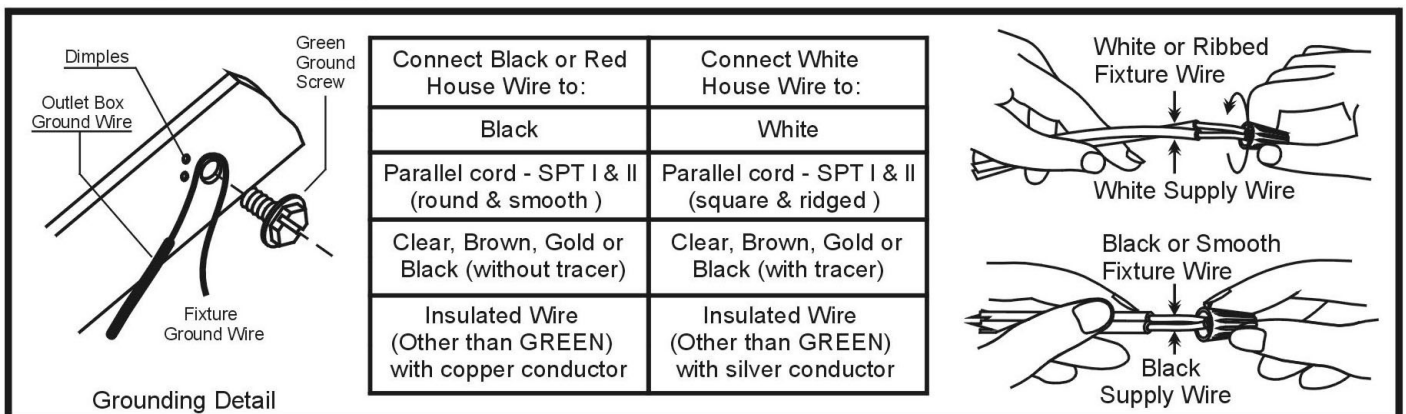 Dimples
Green
Ground
Screw
Outlet Box
Ground Wire
Fixture
Ground Wire
Grounding Detail
Connect Black or Red
House Wire to:
Connect White
House Wire to:
Black
White
Parallel cord - SPT I & II
(round & smooth )
Parallel cord - SPT I & II
(square & ridged )
Clear, Brown, Gold or
Black (without tracer)
Clear, Brown, Gold or
Black (with tracer)
Insulated Wire
(Other than GREEN)
with copper conductor
Insulated Wire
(Other than GREEN)
with silver conductor
White or Ribbed
Fixture Wire
White Supply Wire
Black or Smooth
Fixture Wire
Black
Supply Wire